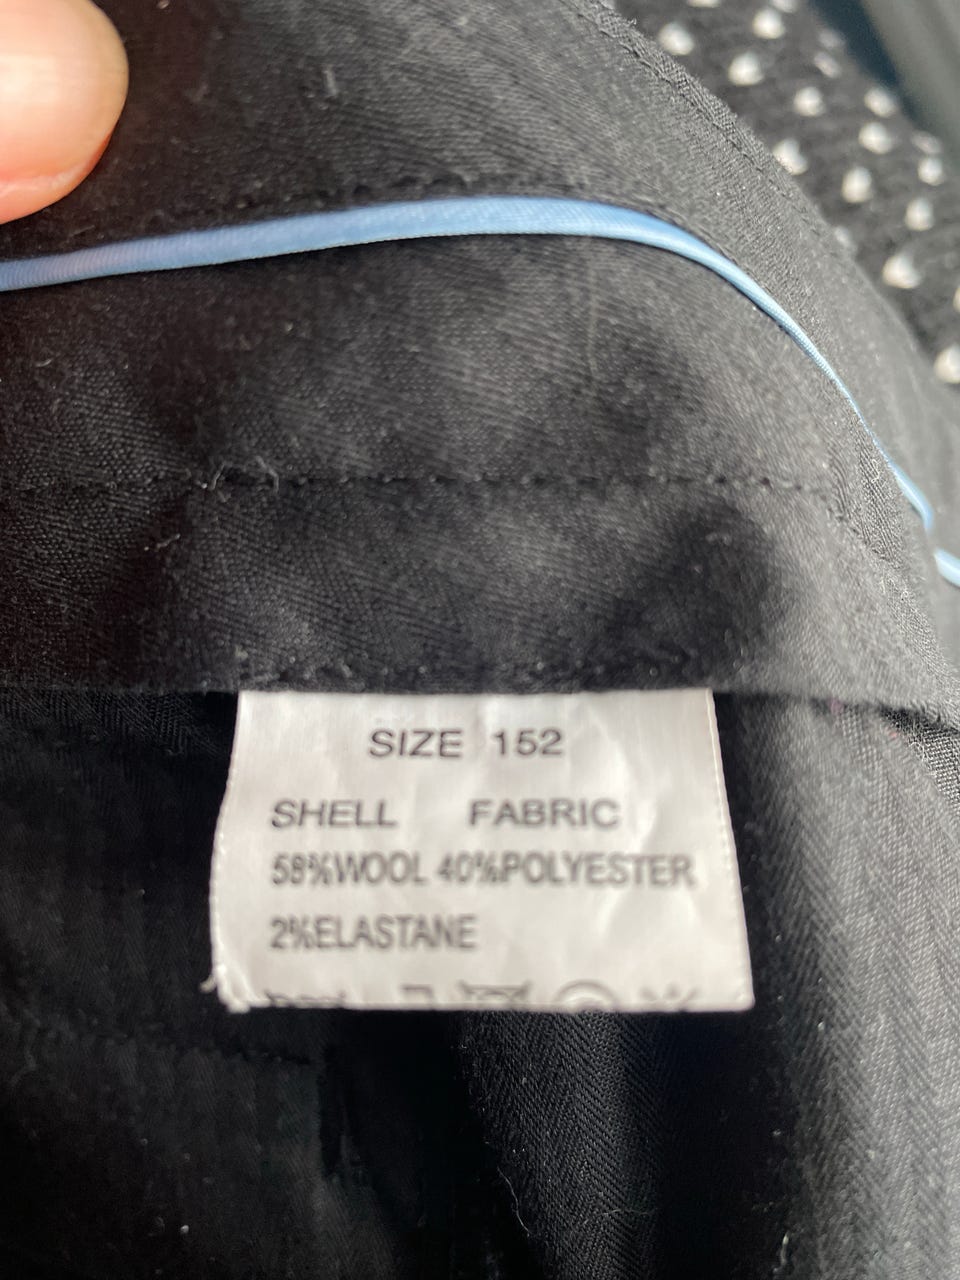 SIZE 152
SHELL FABRIC
58%WOOL 40%POLYESTER
2%ELASTANE